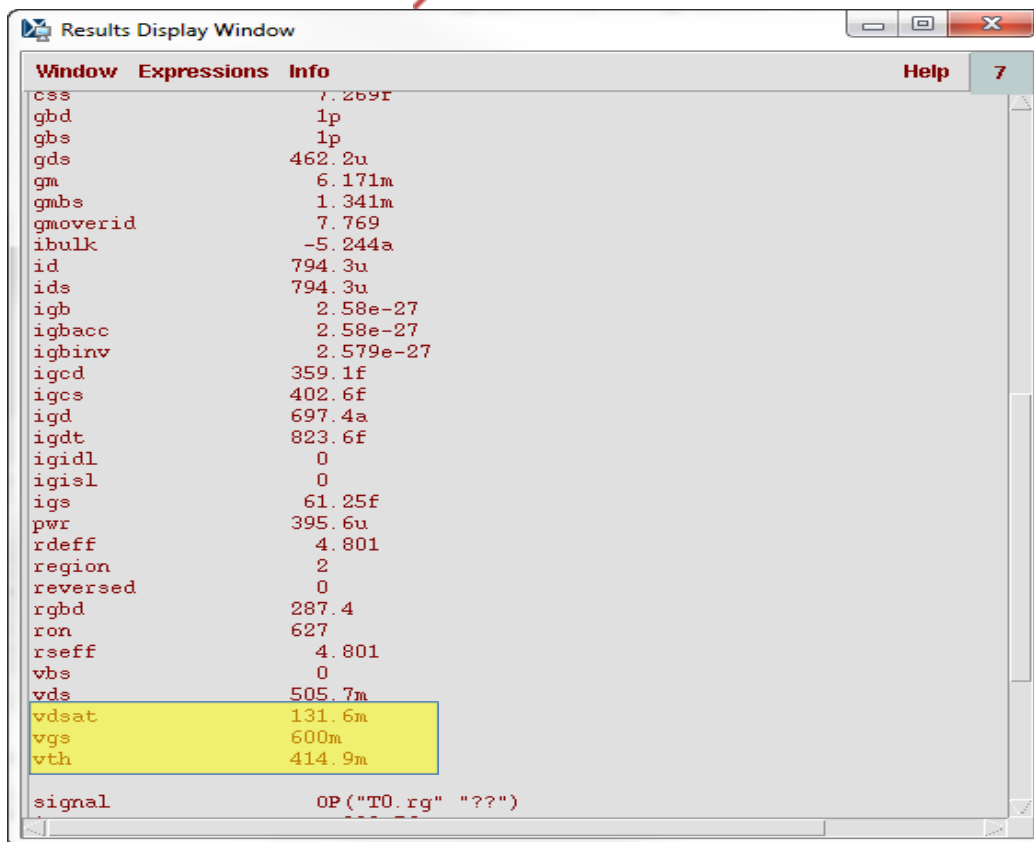 Results Display Window
Window Expressions Info Help 7
css 7.269f
gbd 1p
gbs 1p
gds 462.2u
gm 6.171m
gmbs 1.341m
gmoverid 7.769
ibulk -5.244a
id 794.3u
ids 794.3u
igb 2.58e-27
igbacc 2.58e-27
igbinv 2.579e-27
igcd 359.1f
igcs 402.6f
igd 697.4a
igdt 823.6f
igidl 0
igisl 0
igs 61.25f
pwr 395.6u
rdeff 4.801
region 2
reversed 0
rgbd 287.4
ron 627
rseff 4.801
vbs 0
vds 505.7m
vdsat 131.6m
vgs 600m
vth 414.9m
signal OP("T0.rg" "??")